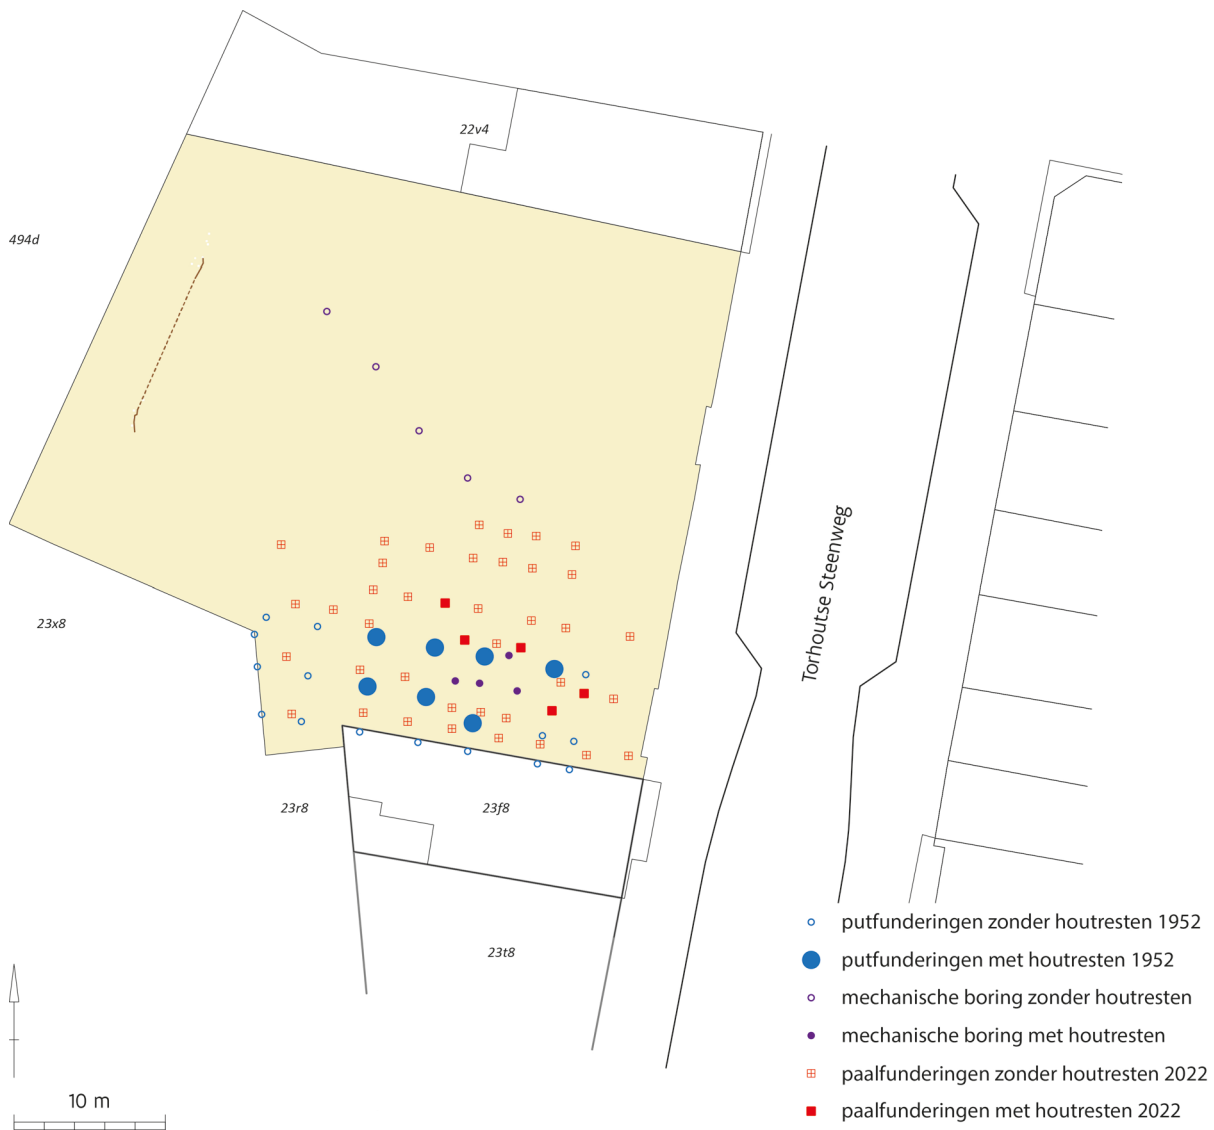 22v4
494d
Torhoutse Steenweg
23x8
23r8
23f8
23t8
putfunderingen zonder houtresten 1952
putfunderingen met houtresten 1952
mechanische boring zonder houtresten
mechanische boring met houtresten
paalfunderingen zonder houtresten 2022
paalfunderingen met houtresten 2022
10 m